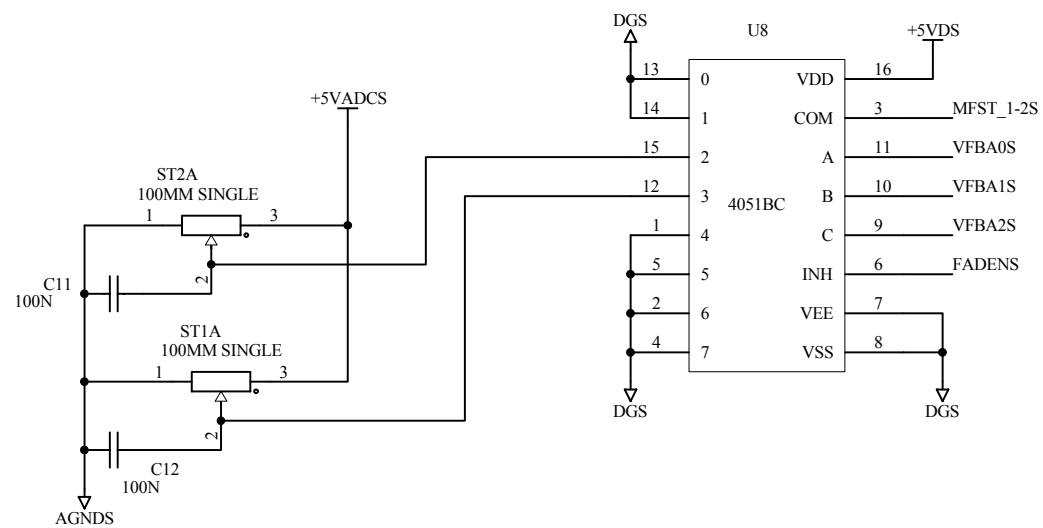 DGS
U8
+5VDS
13
0
VDD
16
+5VADCS
14
1
COM
3
MFST_1-2S
15
2
A
11
VFBA0S
ST2A
100MM SINGLE
12
3
B
10
VFBA1S
4051BC
1
3
1
4
C
9
VFBA2S
2
5
5
INH
6
FADENS
C11
100N
2
6
VEE
7
ST1A
100MM SINGLE
4
7
VSS
8
1
3
DGS
DGS
2
C12
100N
AGNDS